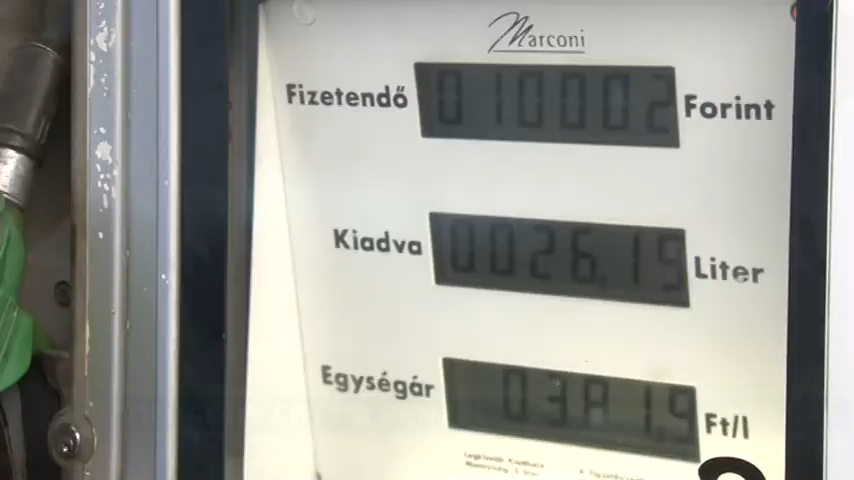 Marconi
Fizetendő 010002 Forint
Kiadva 0026.19 Liter
Egységár 0381.9 Ft/l